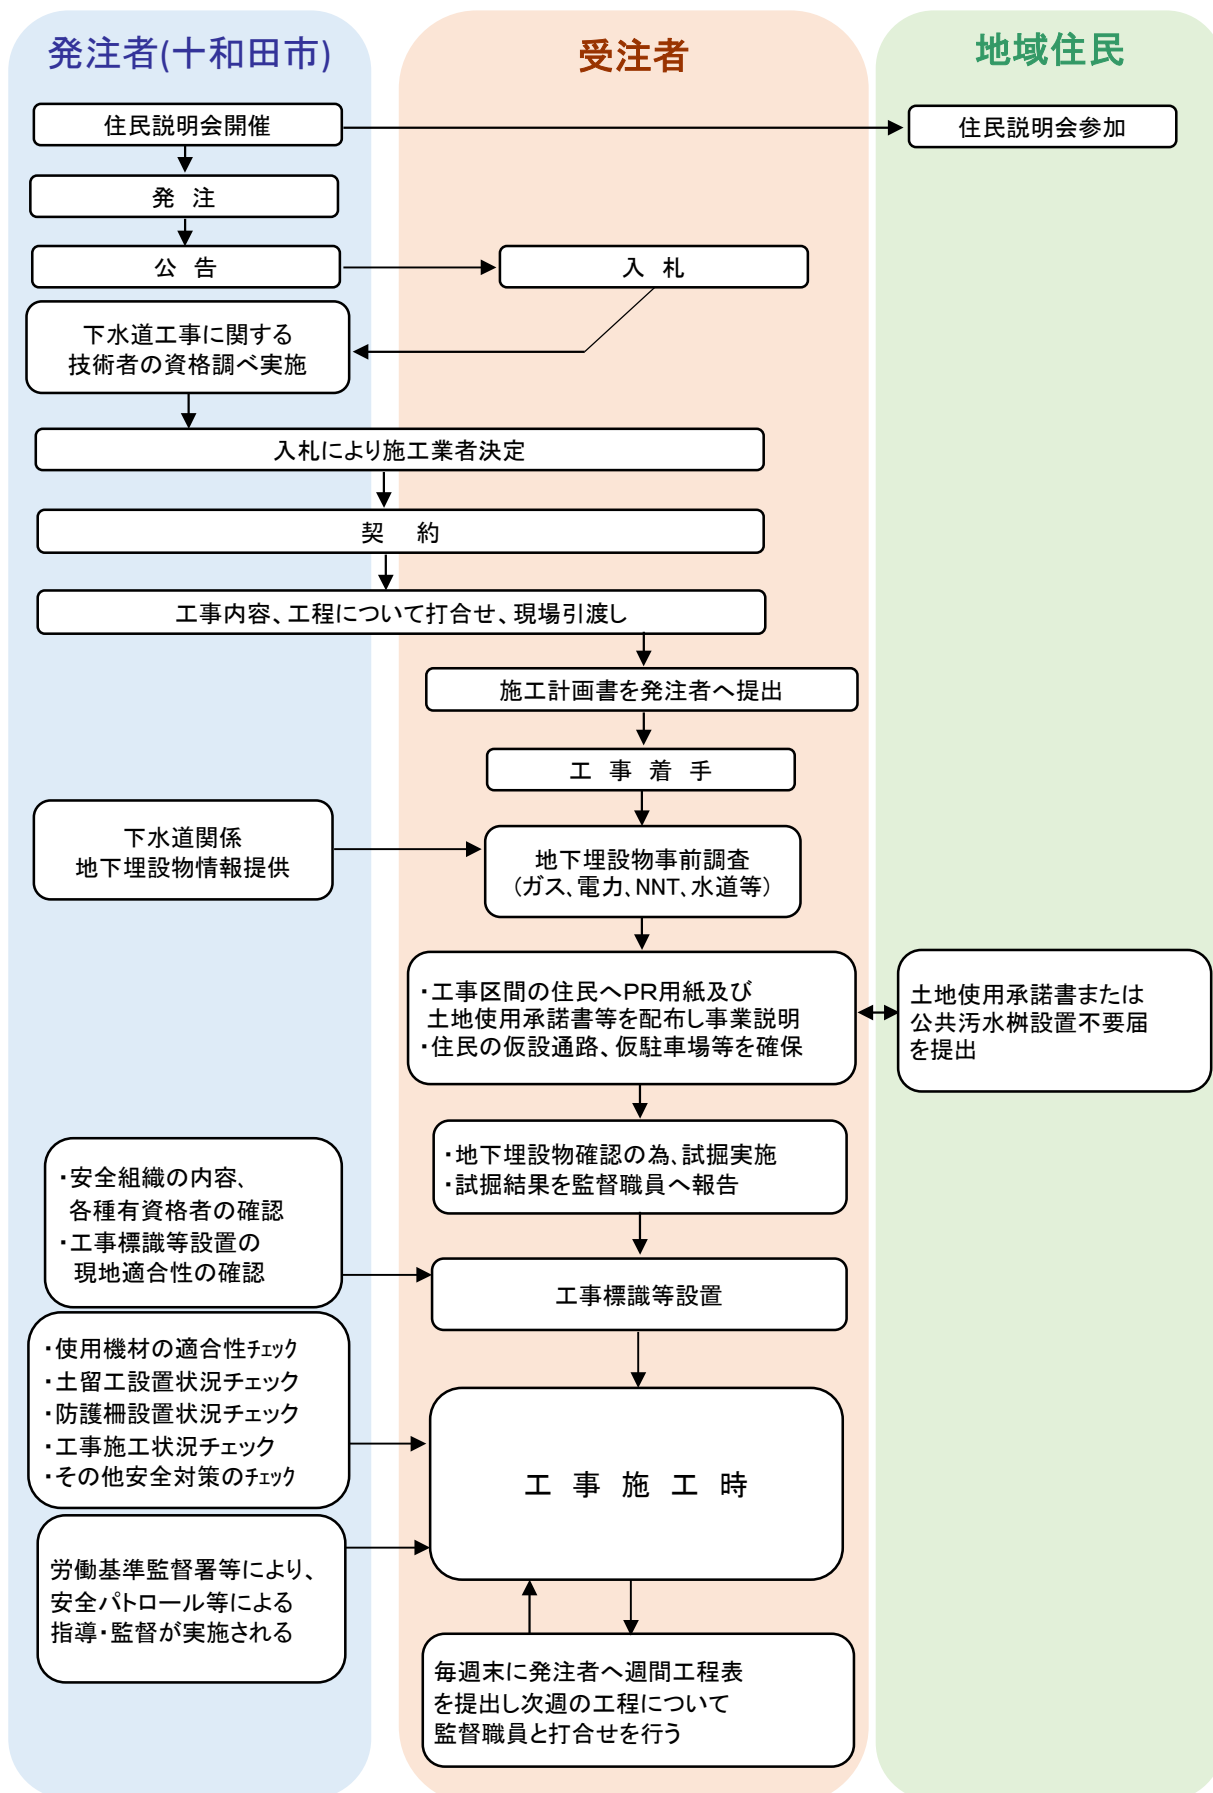 発注者(十和田市)
受注者
地域住民
住民説明会開催
住民説明会参加
発 注
公 告
入 札
下水道工事に関する
技術者の資格調べ実施
入札により施工業者決定
契 約
工事内容、工程について打合せ、現場引渡し
施工計画書を発注者へ提出
工 事 着 手
下水道関係
地下埋設物情報提供
地下埋設物事前調査
(ガス、電力、NNT、水道等)
・工事区間の住民へPR用紙及び
土地使用承諾書等を配布し事業説明
・住民の仮設通路、仮駐車場等を確保
土地使用承諾書または
公共汚水桝設置不要届
を提出
・地下埋設物確認の為、試掘実施
・試掘結果を監督職員へ報告
・安全組織の内容、
各種有資格者の確認
・工事標識等設置の
現地適合性の確認
工事標識等設置
・使用機材の適合性ﾁｪｯｸ
・土留工設置状況チェック
・防護柵設置状況チェック
・工事施工状況チェック
・その他安全対策のﾁｪｯｸ
工 事 施 工 時
労働基準監督署等により、
安全パトロール等による
指導・監督が実施される
毎週末に発注者へ週間工程表
を提出し次週の工程について
監督職員と打合せを行う